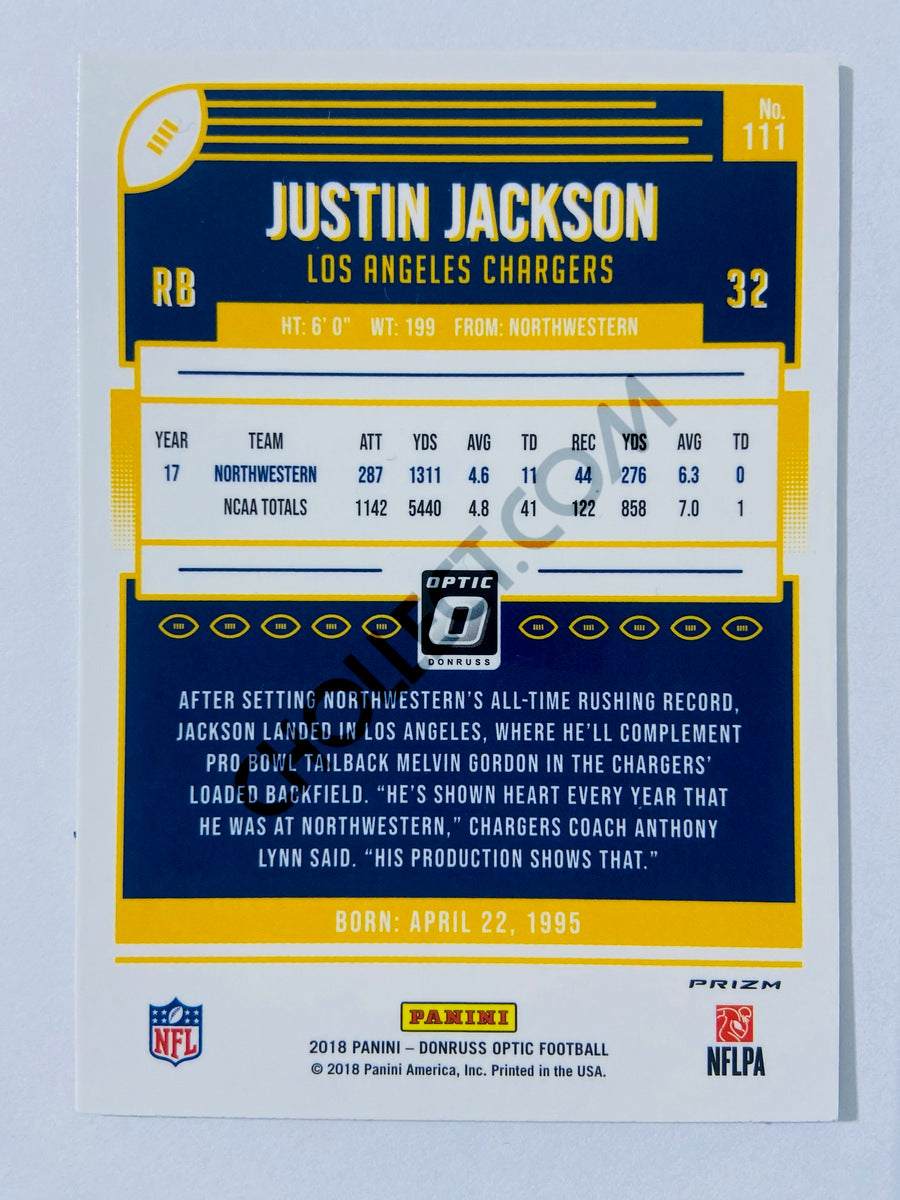 No.
111
JUSTIN JACKSON
LOS ANGELES CHARGERS
RB
32
HT: 6' 0" WT: 199 FROM: NORTHWESTERN
YEAR TEAM ATT YDS AVG TD REC YDS AVG TD
17 NORTHWESTERN 287 1311 4.6 11 44 276 6.3 0
NCAA TOTALS 1142 5440 4.8 41 122 858 7.0 1
OPTIC
DONRUSS
AFTER SETTING NORTHWESTERN'S ALL-TIME RUSHING RECORD,
JACKSON LANDED IN LOS ANGELES, WHERE HE'LL COMPLEMENT
PRO BOWL TAILBACK MELVIN GORDON IN THE CHARGERS'
LOADED BACKFIELD. "HE'S SHOWN HEART EVERY YEAR THAT
HE WAS AT NORTHWESTERN," CHARGERS COACH ANTHONY
LYNN SAID. "HIS PRODUCTION SHOWS THAT."
BORN: APRIL 22, 1995
PRIZM
NFL
PANINI
2018 PANINI – DONRUSS OPTIC FOOTBALL
© 2018 Panini America, Inc. Printed in the USA.
NFLPA